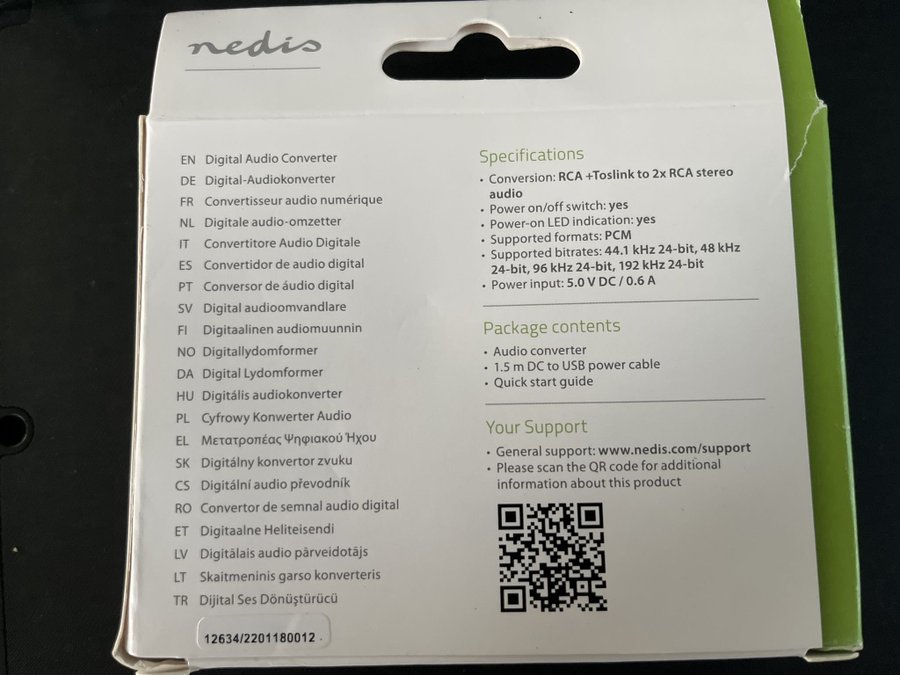 nedis
EN Digital Audio Converter
DE Digital-Audiokonverter
FR Convertisseur audio numérique
NL Digitale audio-omzetter
IT Convertitore Audio Digitale
ES Convertidor de audio digital
PT Conversor de áudio digital
SV Digital audioomvandlare
FI Digitaalinen audiomuunnin
NO Digitallydomformer
DA Digital Lydomformer
HU Digitális audiokonverter
PL Cyfrowy Konwerter Audio
EL Μετατροπέας Ψηφιακού Ήχου
SK Digitálny konvertor zvuku
CS Digitální audio převodník
RO Convertor de semnal audio digital
ET Digitaalne Heliteisendi
LV Digitālais audio pārveidotājs
LT Skaitmeninis garso konverteris
TR Dijital Ses Dönüştürücü
12634/2201180012
Specifications
• Conversion: RCA +Toslink to 2x RCA stereo
audio
• Power on/off switch: yes
• Power-on LED indication: yes
• Supported formats: PCM
• Supported bitrates: 44.1 kHz 24-bit, 48 kHz
24-bit, 96 kHz 24-bit, 192 kHz 24-bit
• Power input: 5.0 V DC / 0.6 A
Package contents
• Audio converter
• 1.5 m DC to USB power cable
• Quick start guide
Your Support
• General support: www.nedis.com/support
• Please scan the QR code for additional
information about this product